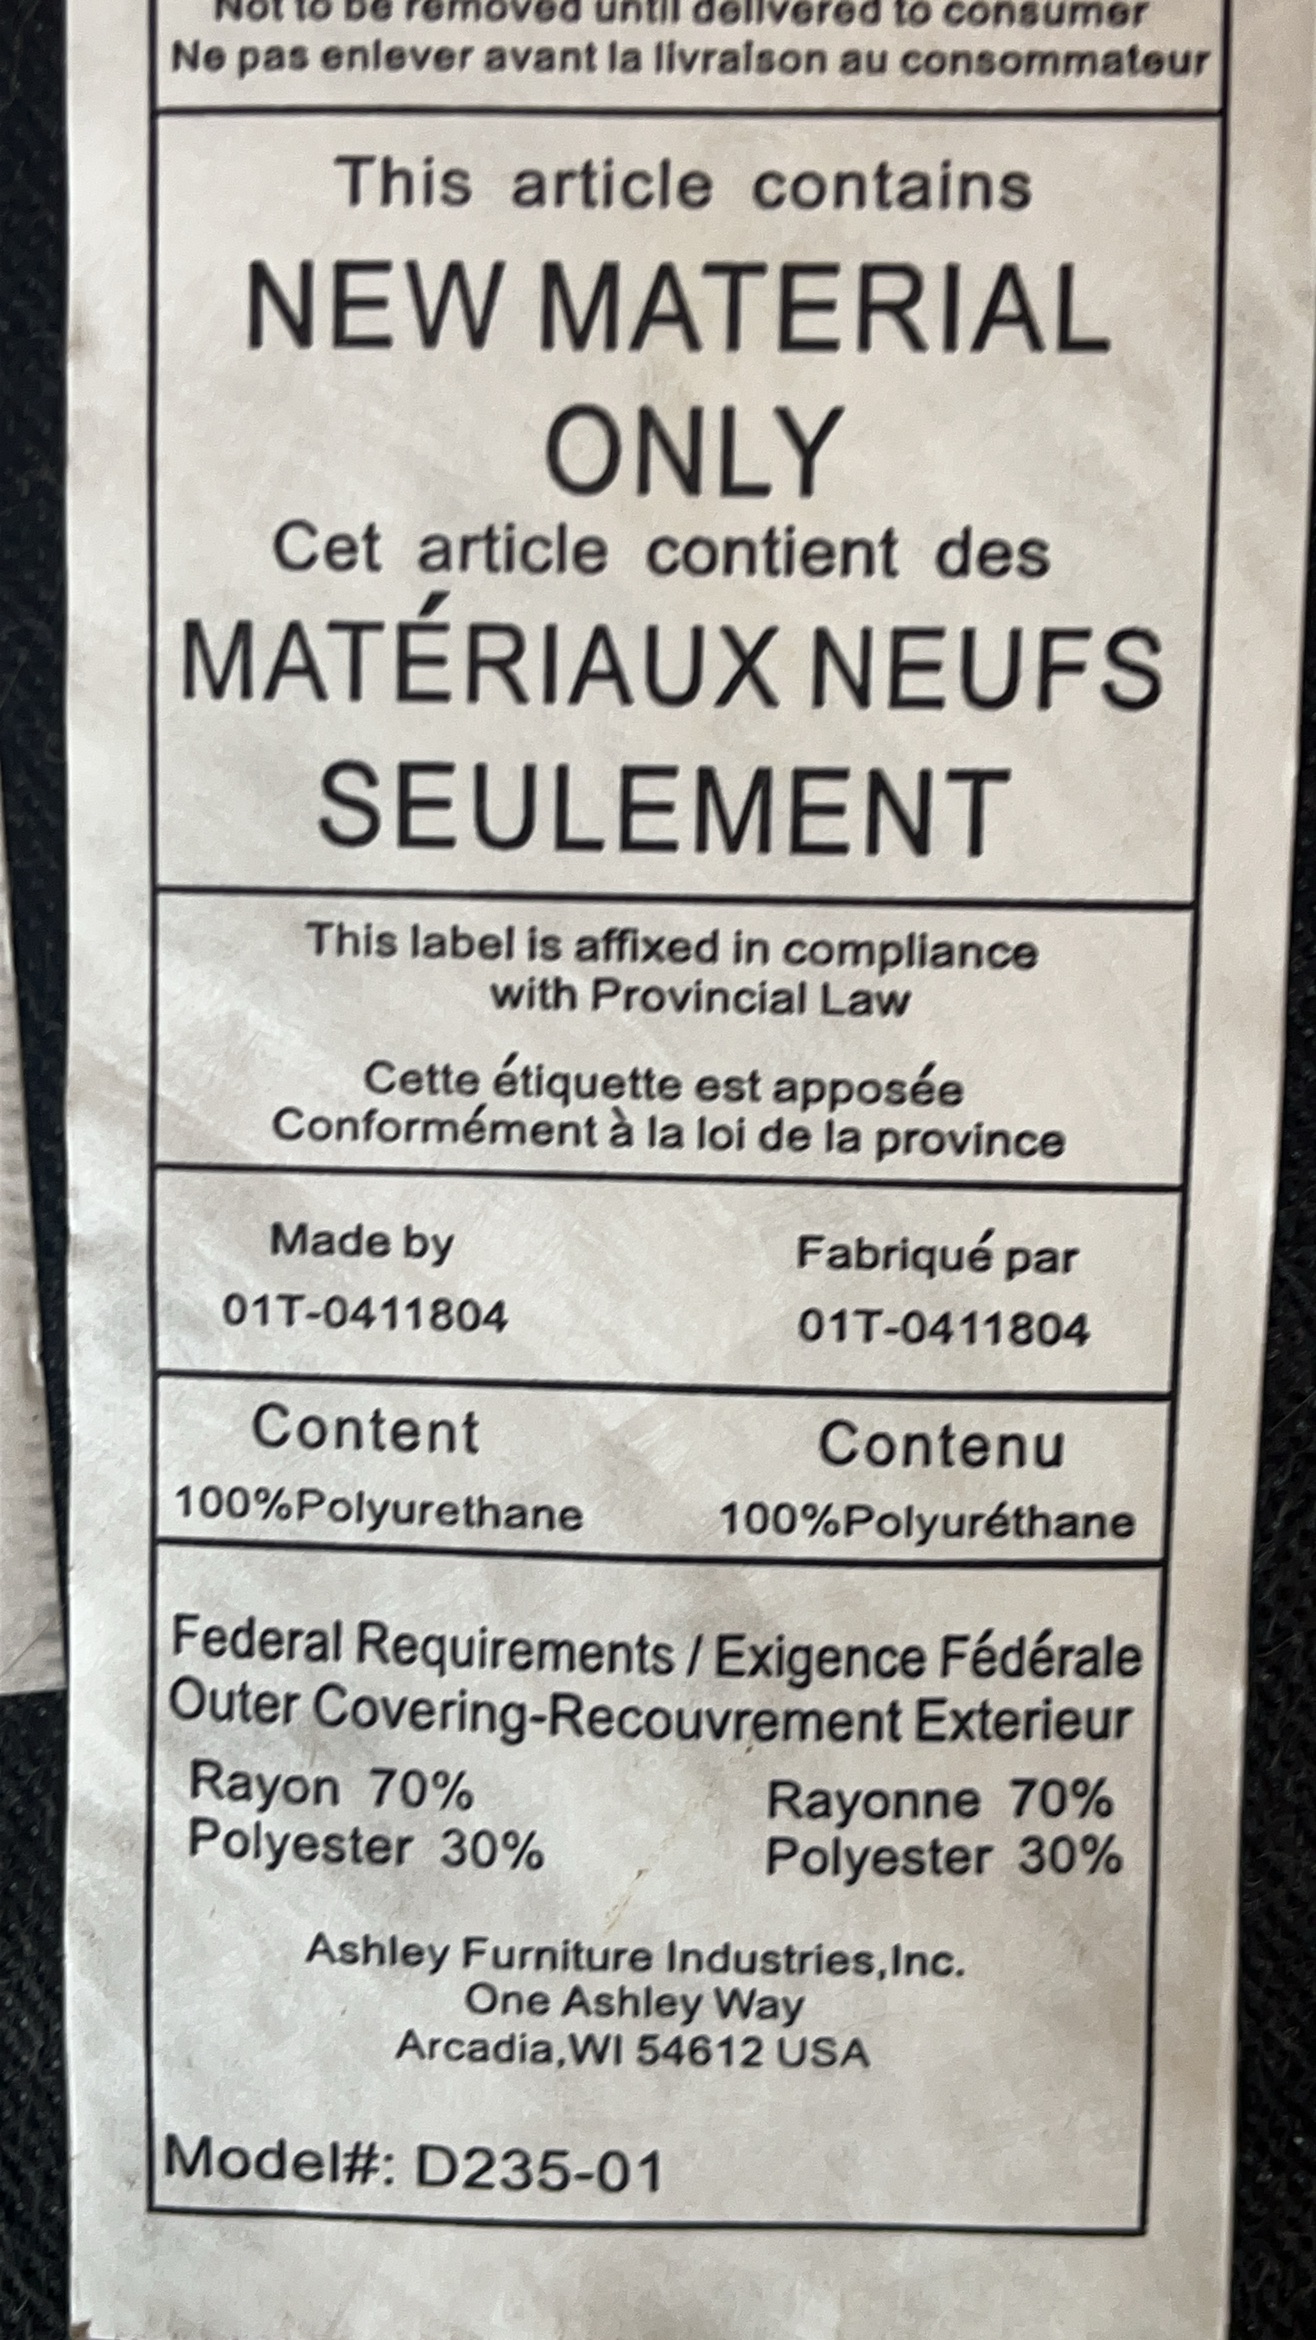 Not to be removed until delivered to consumer
Ne pas enlever avant la livraison au consommateur
This article contains
NEW MATERIAL
ONLY
Cet article contient des
MATÉRIAUX NEUFS
SEULEMENT
This label is affixed in compliance
with Provincial Law
Cette étiquette est apposée
Conformément à la loi de la province
Made by
01T-0411804
Fabriqué par
01T-0411804
Content
100%Polyurethane
Contenu
100%Polyuréthane
Federal Requirements / Exigence Fédérale
Outer Covering-Recouvrement Exterieur
Rayon 70%
Polyester 30%
Rayonne 70%
Polyester 30%
Ashley Furniture Industries,Inc.
One Ashley Way
Arcadia,WI 54612 USA
Model#: D235-01